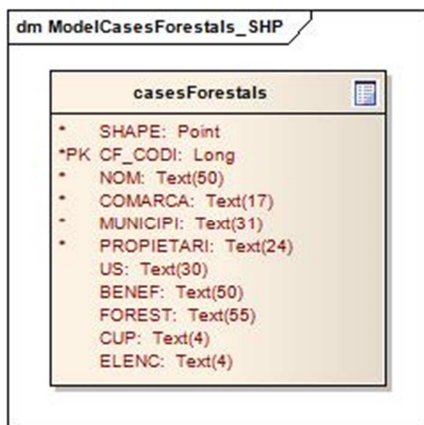 dm ModelCasesForestals_SHP
casesForestals
* SHAPE: Point
*PK CF_CODI: Long
* NOM: Text(50)
* COMARCA: Text(17)
* MUNICIPI: Text(31)
* PROPIETARI: Text(24)
US: Text(30)
BENEF: Text(50)
FOREST: Text(55)
CUP: Text(4)
ELENC: Text(4)